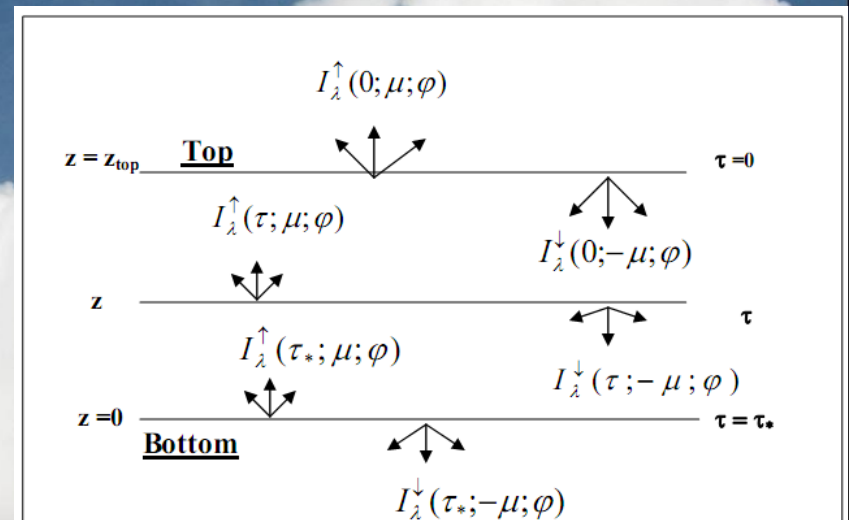 I_λ^↑(0;μ;φ)
z = z_top Top τ =0
I_λ^↑(τ;μ;φ)
I_λ^↓(0;−μ;φ)
z τ
I_λ^↑(τ_*;μ;φ)
I_λ^↓(τ;−μ;φ)
z =0 τ = τ_*
Bottom
I_λ^↓(τ_*;−μ;φ)